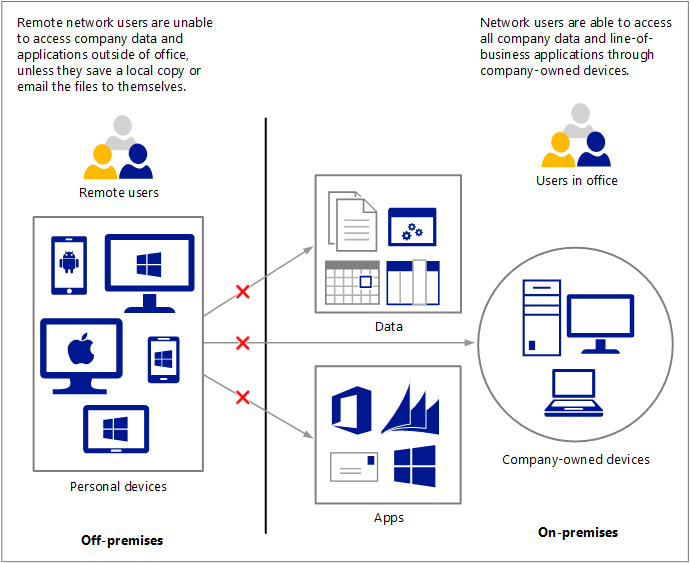 Remote network users are unable
to access company data and
applications outside of office,
unless they save a local copy or
email the files to themselves.
Network users are able to access
all company data and line-of-
business applications through
company-owned devices.
Remote users
Users in office
Data
Company-owned devices
Personal devices
Apps
Off-premises
On-premises